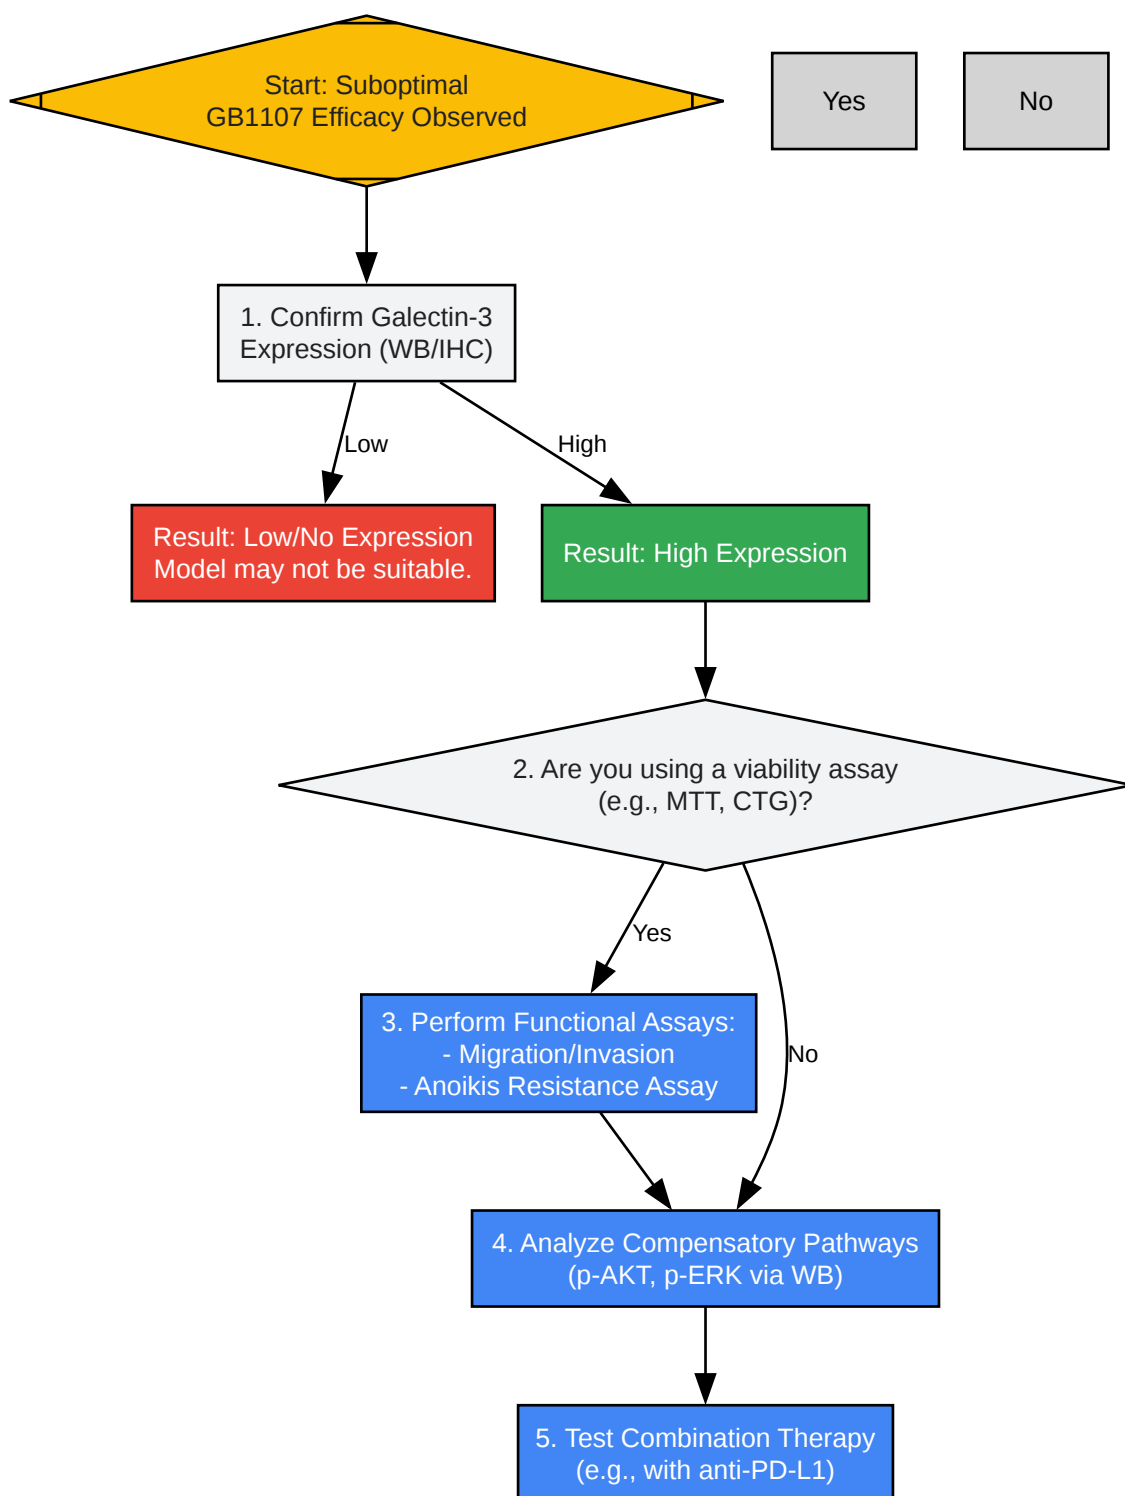 Start: Suboptimal
GB1107 Efficacy Observed
Yes
No
1. Confirm Galectin-3
Expression (WB/IHC)
Low
High
Result: Low/No Expression
Model may not be suitable.
Result: High Expression
2. Are you using a viability assay
(e.g., MTT, CTG)?
Yes
3. Perform Functional Assays:
- Migration/Invasion
- Anoikis Resistance Assay
No
4. Analyze Compensatory Pathways
(p-AKT, p-ERK via WB)
5. Test Combination Therapy
(e.g., with anti-PD-L1)